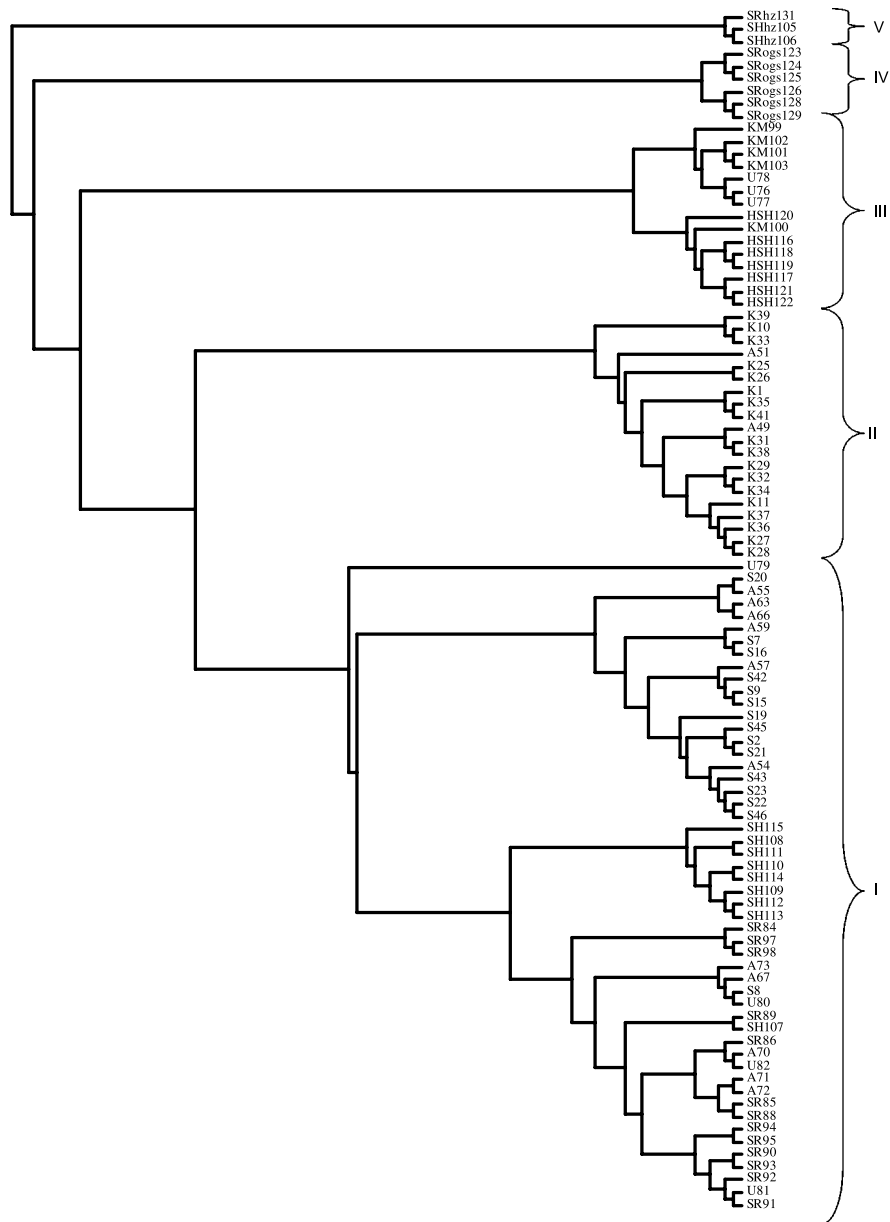 SRhz131
SHhz105
SHhz106
V
SRogs123
SRogs124
SRogs125
SRogs126
SRogs128
SRogs129
IV
KM99
KM102
KM101
KM103
U78
U76
U77
HSH120
KM100
HSH116
HSH118
HSH119
HSH117
HSH121
HSH122
III
K39
K10
K33
A51
K25
K26
K1
K35
K41
A49
K31
K38
K29
K32
K34
K11
K37
K36
K27
K28
II
U79
S20
A55
A63
A66
A59
S7
S16
A57
S42
S9
S15
S19
S45
S2
S21
A54
S43
S23
S22
S46
SH115
SH108
SH111
SH110
SH114
SH109
SH112
SH113
SR84
SR97
SR98
A73
A67
S8
U80
SR89
SH107
SR86
A70
U82
A71
A72
SR85
SR88
SR94
SR95
SR90
SR93
SR92
U81
SR91
I